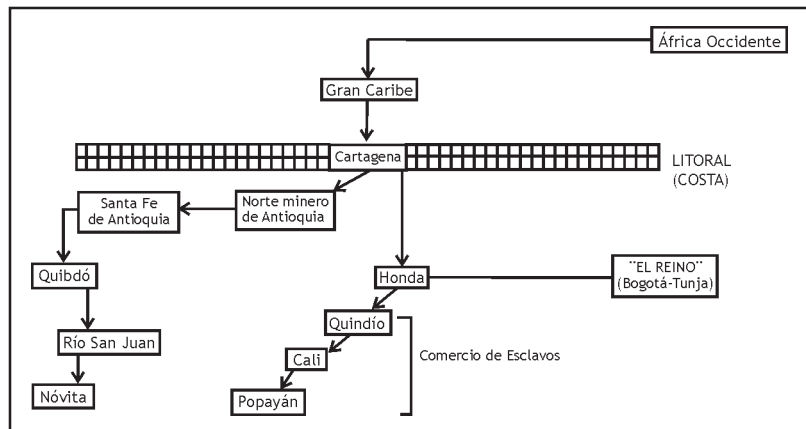 África Occidente
Gran Caribe
Cartagena
LITORAL
(COSTA)
Santa Fe
de Antioquia
Norte minero
de Antioquia
Quibdó
Honda
¨EL REINO¨
(Bogotá-Tunja)
Quindío
Río San Juan
Cali
Comercio de Esclavos
Nóvita
Popayán